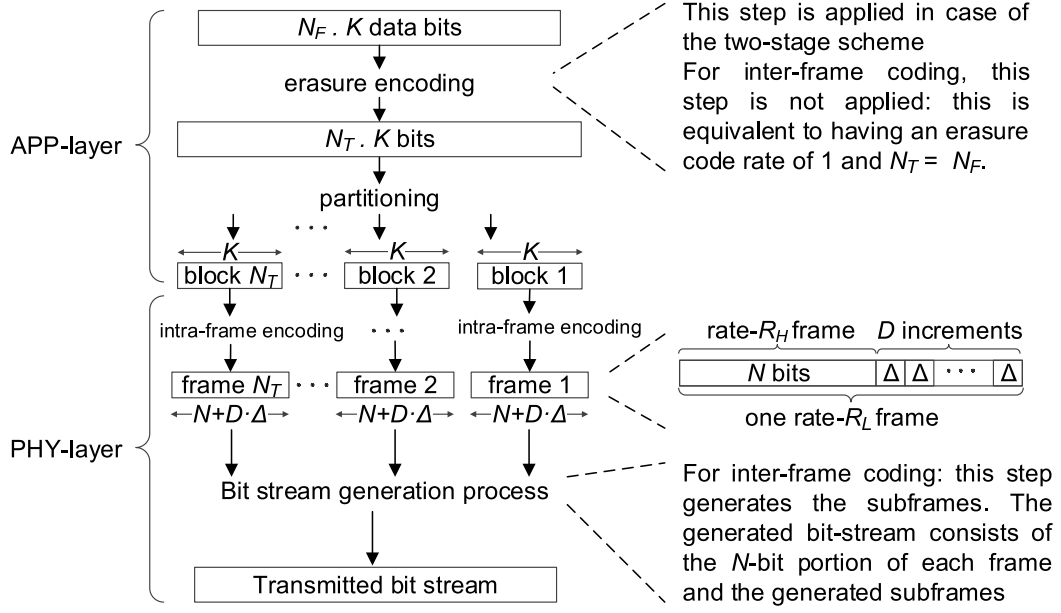 N_F . K data bits
erasure encoding
N_T . K bits
partitioning
. . .
K K K
block N_T . . . block 2 block 1
APP-layer
This step is applied in case of
the two-stage scheme
For inter-frame coding, this
step is not applied: this is
equivalent to having an erasure
code rate of 1 and N_T = N_F.
intra-frame encoding . . . intra-frame encoding
frame N_T . . . frame 2 frame 1
N+D·Δ N+D·Δ N+D·Δ
PHY-layer
Bit stream generation process
Transmitted bit stream
rate-R_H frame D increments
N bits Δ Δ . . . Δ
one rate-R_L frame
For inter-frame coding: this step
generates the subframes. The
generated bit-stream consists of
the N-bit portion of each frame
and the generated subframes